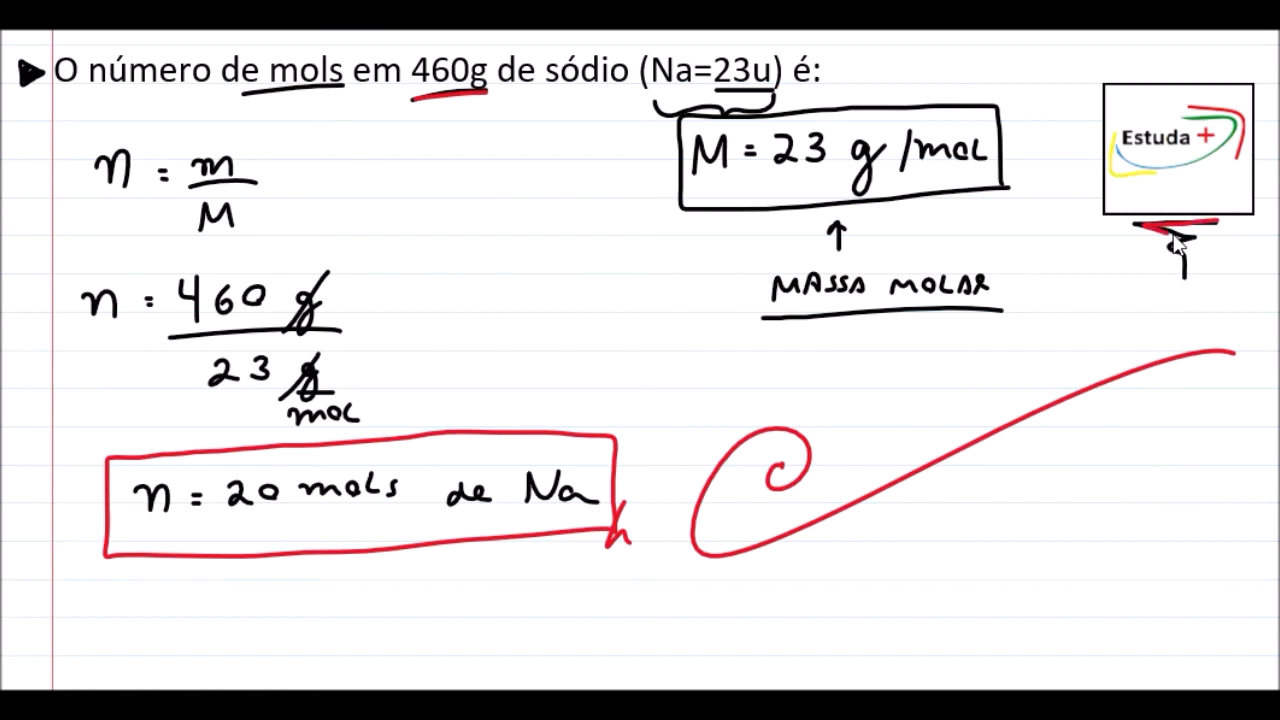 O número de mols em 460g de sódio (Na=23u) é:
M = 23 g/mol
Estuda +
n = m
M
MASSA MOLAR
n = 460 g
23 g
mol
n = 20 mols de Na